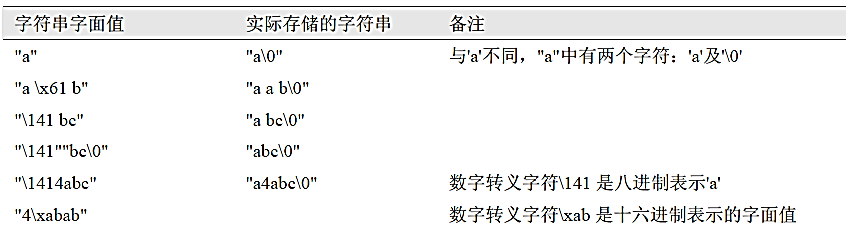 字符串字面值 实际存储的字符串 备注
"a" "a\0" 与'a'不同，"a"中有两个字符：'a'及'\0'
"a \x61 b" "a a b\0"
"\141 bc" "a bc\0"
"\141""bc\0" "abc\0"
"\1414abc" "a4abc\0" 数字转义字符\141 是八进制表示'a'
"4\xabab" 数字转义字符\xab 是十六进制表示的字面值